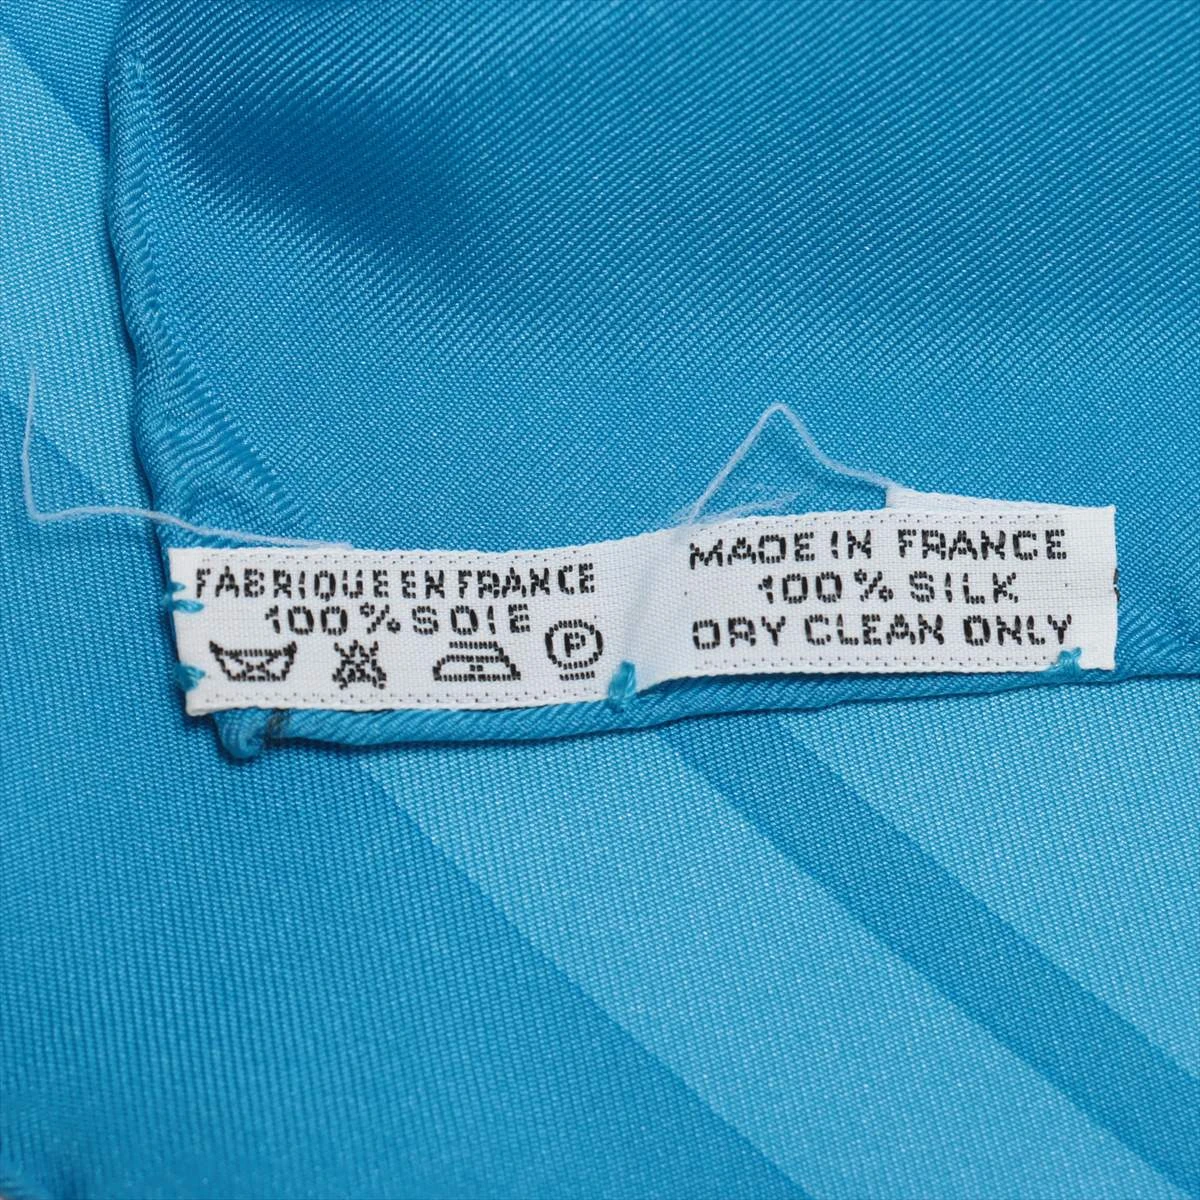 FABRIQUE EN FRANCE
100% SOIE
P
MADE IN FRANCE
100% SILK
DRY CLEAN ONLY